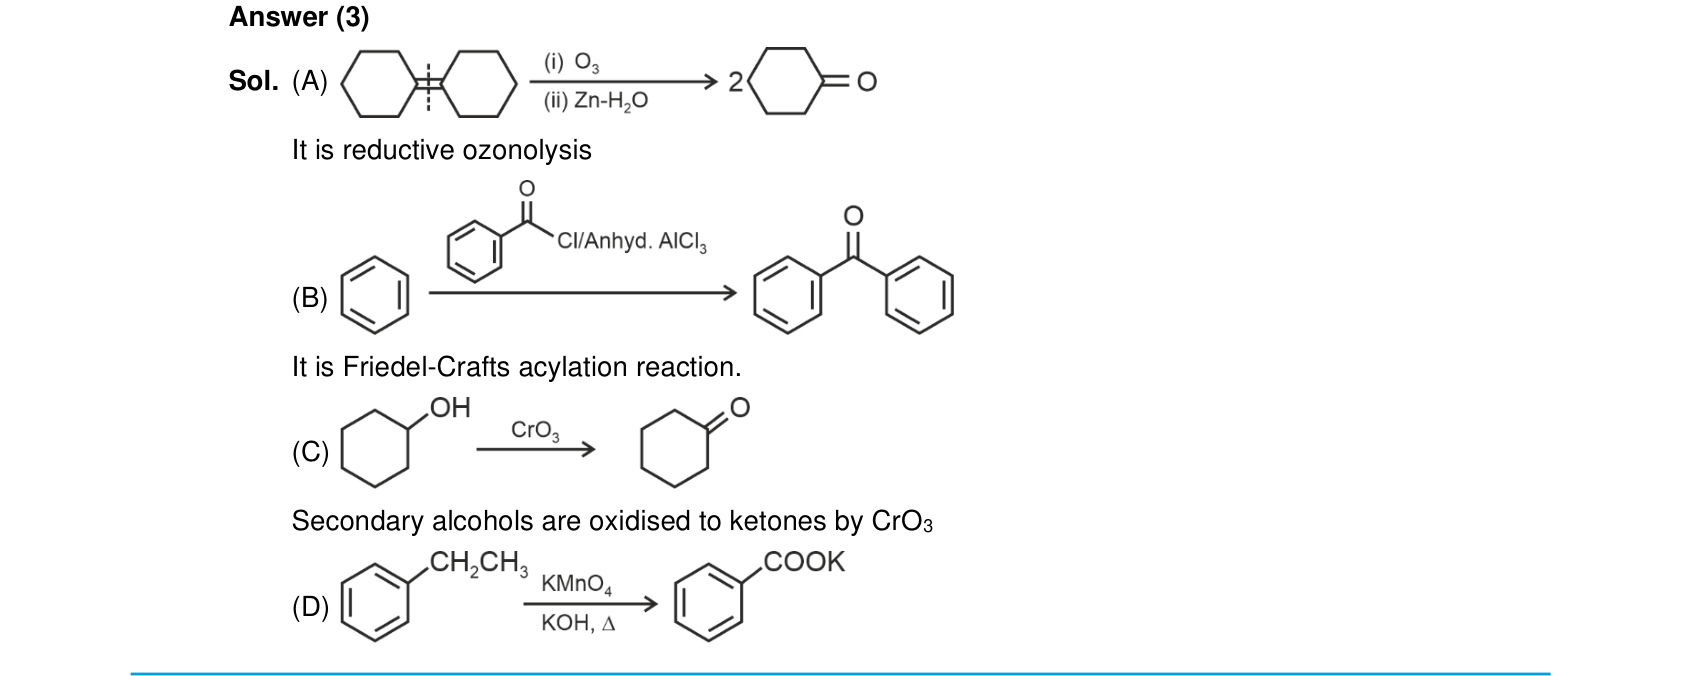 Answer (3)
Sol. (A) (i) O₃ (ii) Zn-H₂O 2 O
It is reductive ozonolysis
O
Cl/Anhyd. AlCl₃
O
(B)
It is Friedel-Crafts acylation reaction.
(C) OH CrO₃ O
Secondary alcohols are oxidised to ketones by CrO₃
(D) CH₂CH₃ KMnO₄ KOH, Δ COOK